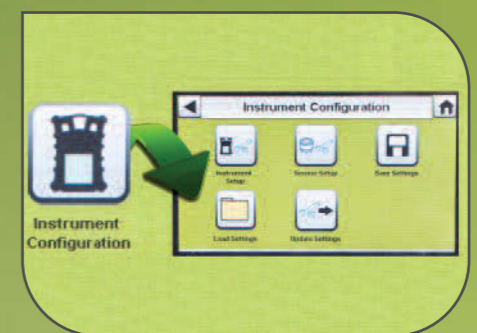 Instrument Configuration
Instrument
Setup
Sensor Setup
Save Settings
Load Settings
Update Settings
Instrument
Configuration